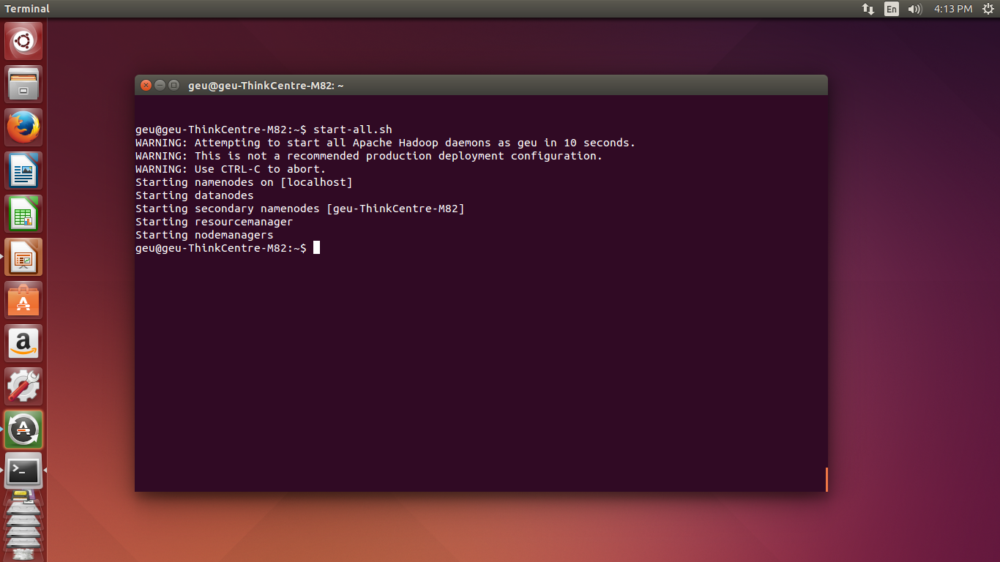 Terminal
En
4:13 PM
geu@geu-ThinkCentre-M82: ~
geu@geu-ThinkCentre-M82:~$ start-all.sh
WARNING: Attempting to start all Apache Hadoop daemons as geu in 10 seconds.
WARNING: This is not a recommended production deployment configuration.
WARNING: Use CTRL-C to abort.
Starting namenodes on [localhost]
Starting datanodes
Starting secondary namenodes [geu-ThinkCentre-M82]
Starting resourcemanager
Starting nodemanagers
geu@geu-ThinkCentre-M82:~$